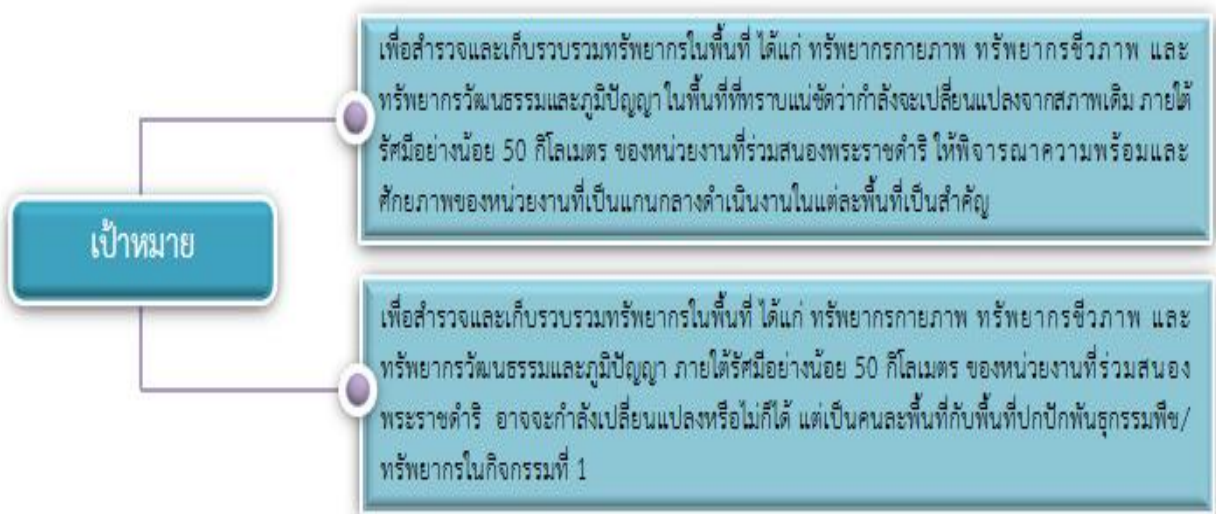 เพื่อสำรวจและเก็บรวบรวมทรัพยากรในพื้นที่ ได้แก่ ทรัพยากรกายภาพ ทรัพยากรชีวภาพ และ
ทรัพยากรวัฒนธรรมและภูมิปัญญา ในพื้นที่ที่ทราบแน่ชัดว่ากำลังจะเปลี่ยนแปลงจากสภาพเดิม ภายใต้
รัศมีอย่างน้อย 50 กิโลเมตร ของหน่วยงานที่ร่วมสนองพระราชดำริ ให้พิจารณาความพร้อมและ
ศักยภาพของหน่วยงานที่เป็นแกนกลางดำเนินงานในแต่ละพื้นที่เป็นสำคัญ
เป้าหมาย
เพื่อสำรวจและเก็บรวบรวมทรัพยากรในพื้นที่ ได้แก่ ทรัพยากรกายภาพ ทรัพยากรชีวภาพ และ
ทรัพยากรวัฒนธรรมและภูมิปัญญา ภายใต้รัศมีอย่างน้อย 50 กิโลเมตร ของหน่วยงานที่ร่วมสนอง
พระราชดำริ อาจจะกำลังเปลี่ยนแปลงหรือไม่ก็ได้ แต่เป็นคนละพื้นที่กับพื้นที่ปกปักพันธุกรรมพืช/
ทรัพยากรในกิจกรรมที่ 1